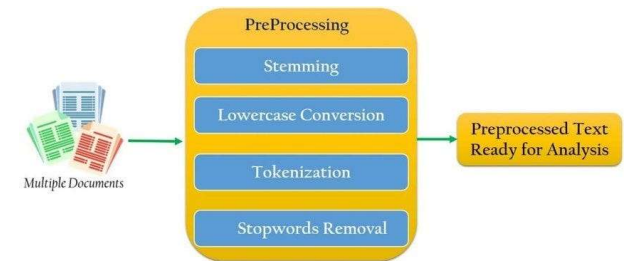 PreProcessing
Stemming
Lowercase Conversion
Tokenization
Stopwords Removal
Multiple Documents
Preprocessed Text
Ready for Analysis